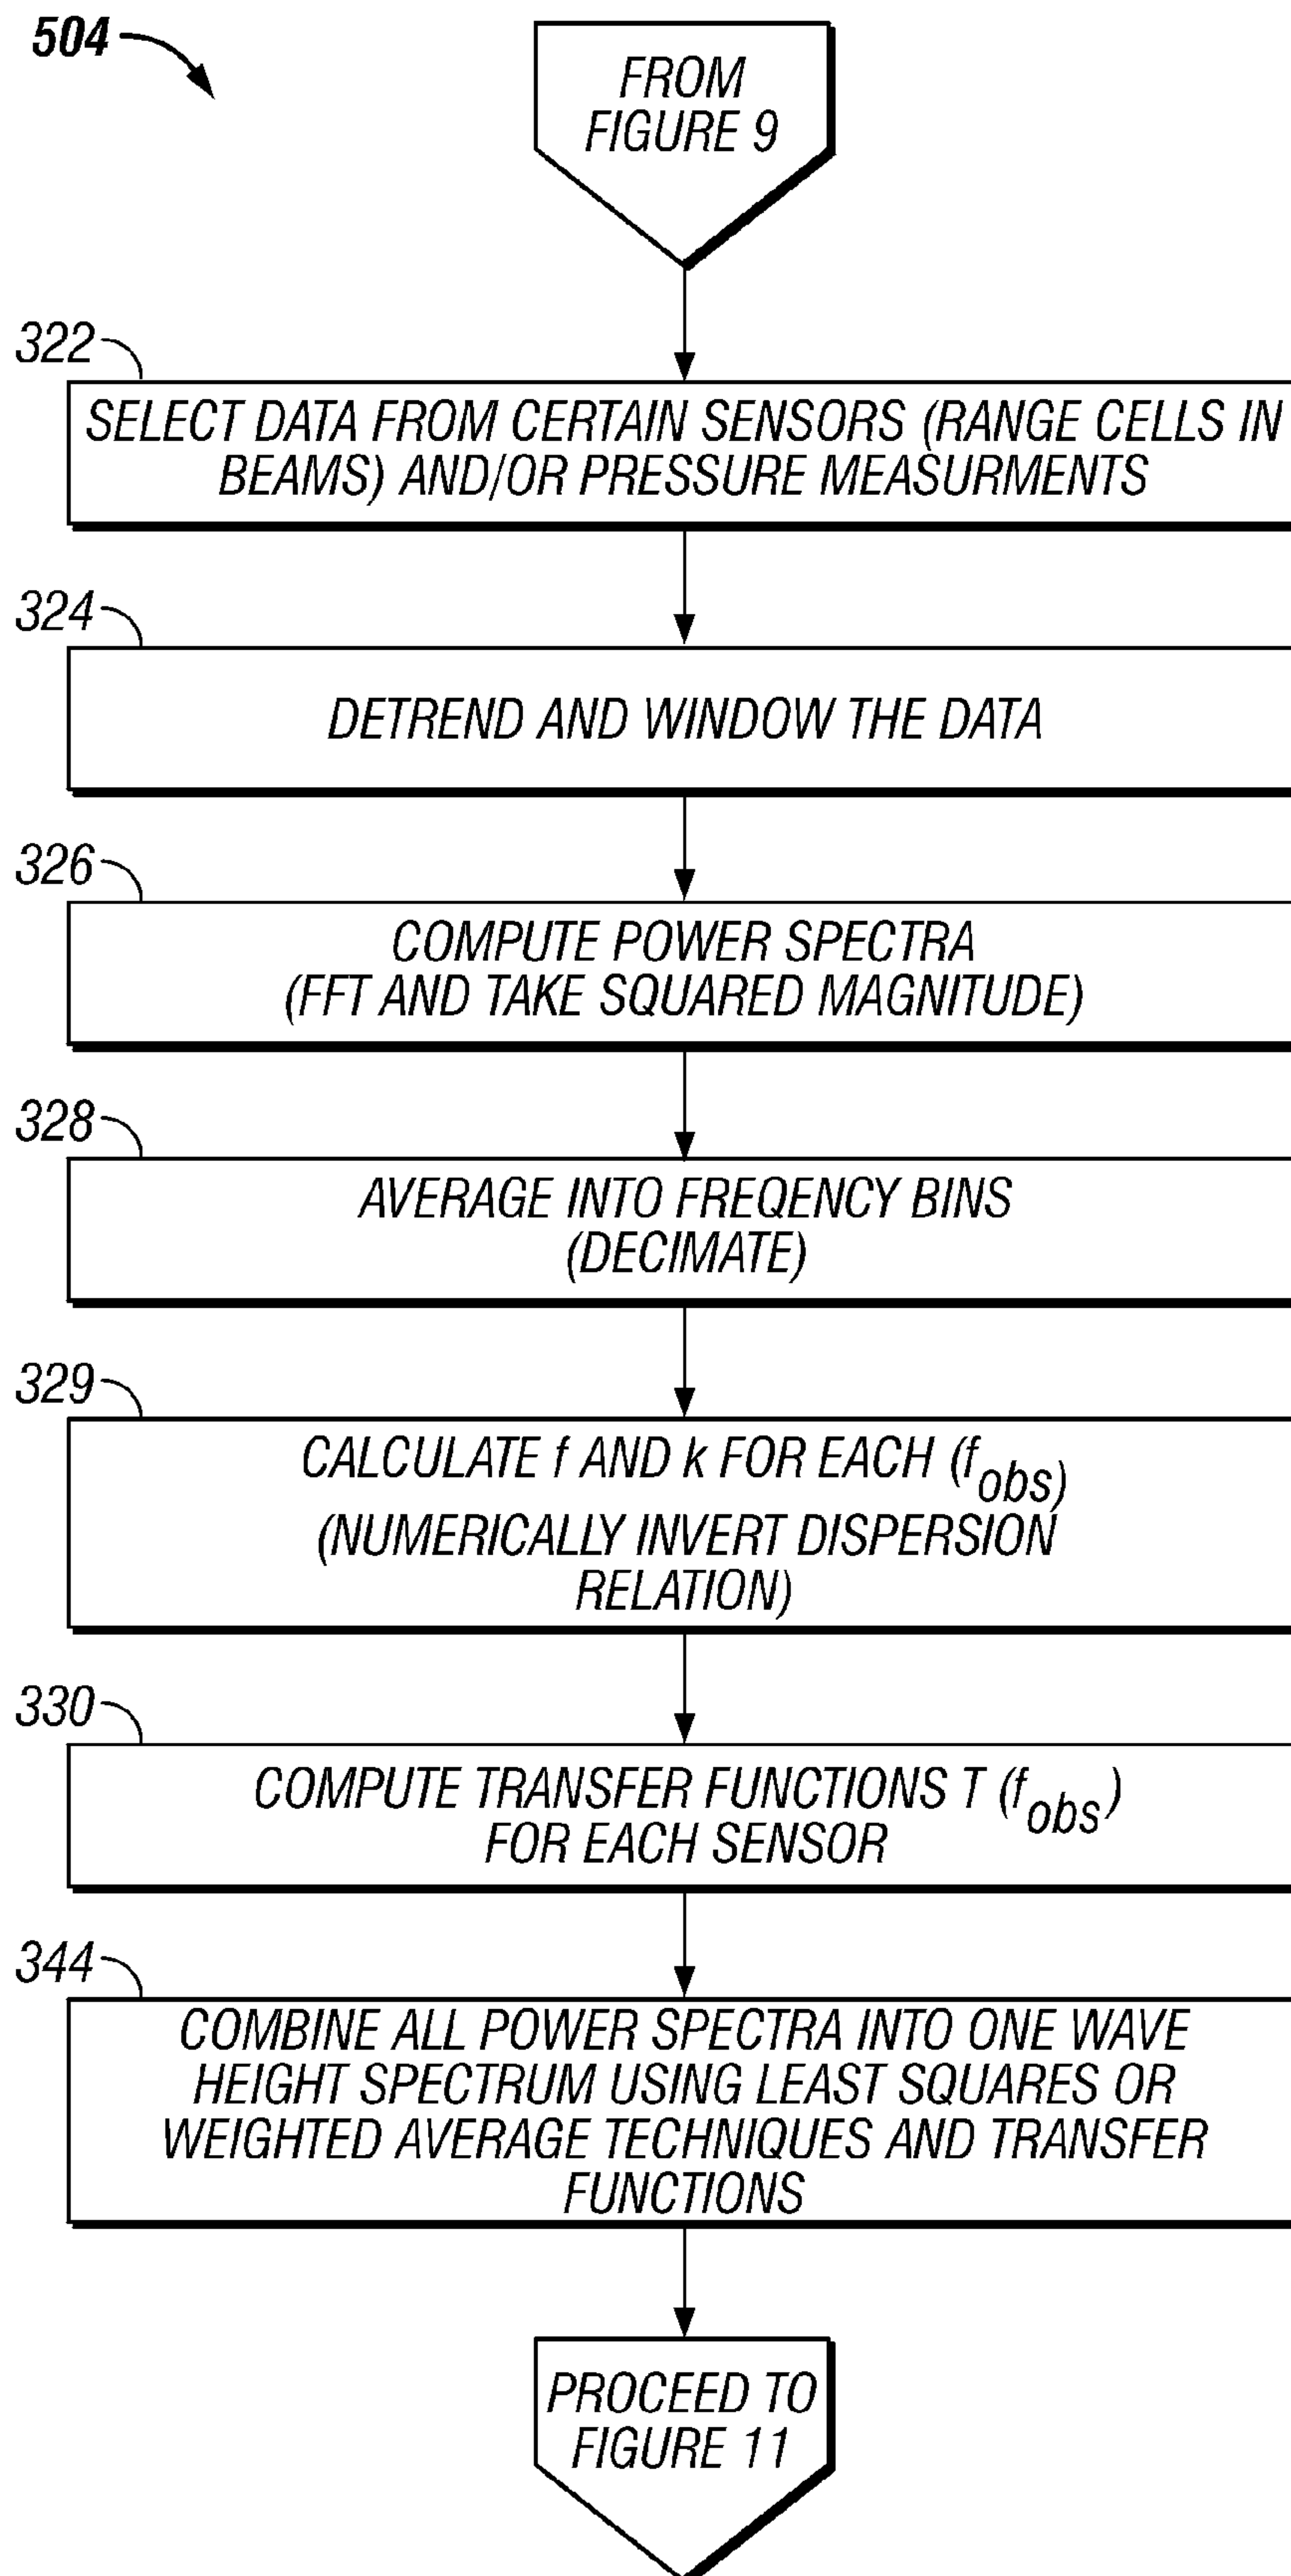 504
FROM
FIGURE 9
322
SELECT DATA FROM CERTAIN SENSORS (RANGE CELLS IN
BEAMS) AND/OR PRESSURE MEASURMENTS
324
DETREND AND WINDOW THE DATA
326
COMPUTE POWER SPECTRA
(FFT AND TAKE SQUARED MAGNITUDE)
328
AVERAGE INTO FREQENCY BINS
(DECIMATE)
329
CALCULATE f AND k FOR EACH (f_obs)
(NUMERICALLY INVERT DISPERSION
RELATION)
330
COMPUTE TRANSFER FUNCTIONS T (f_obs)
FOR EACH SENSOR
344
COMBINE ALL POWER SPECTRA INTO ONE WAVE
HEIGHT SPECTRUM USING LEAST SQUARES OR
WEIGHTED AVERAGE TECHNIQUES AND TRANSFER
FUNCTIONS
PROCEED TO
FIGURE 11